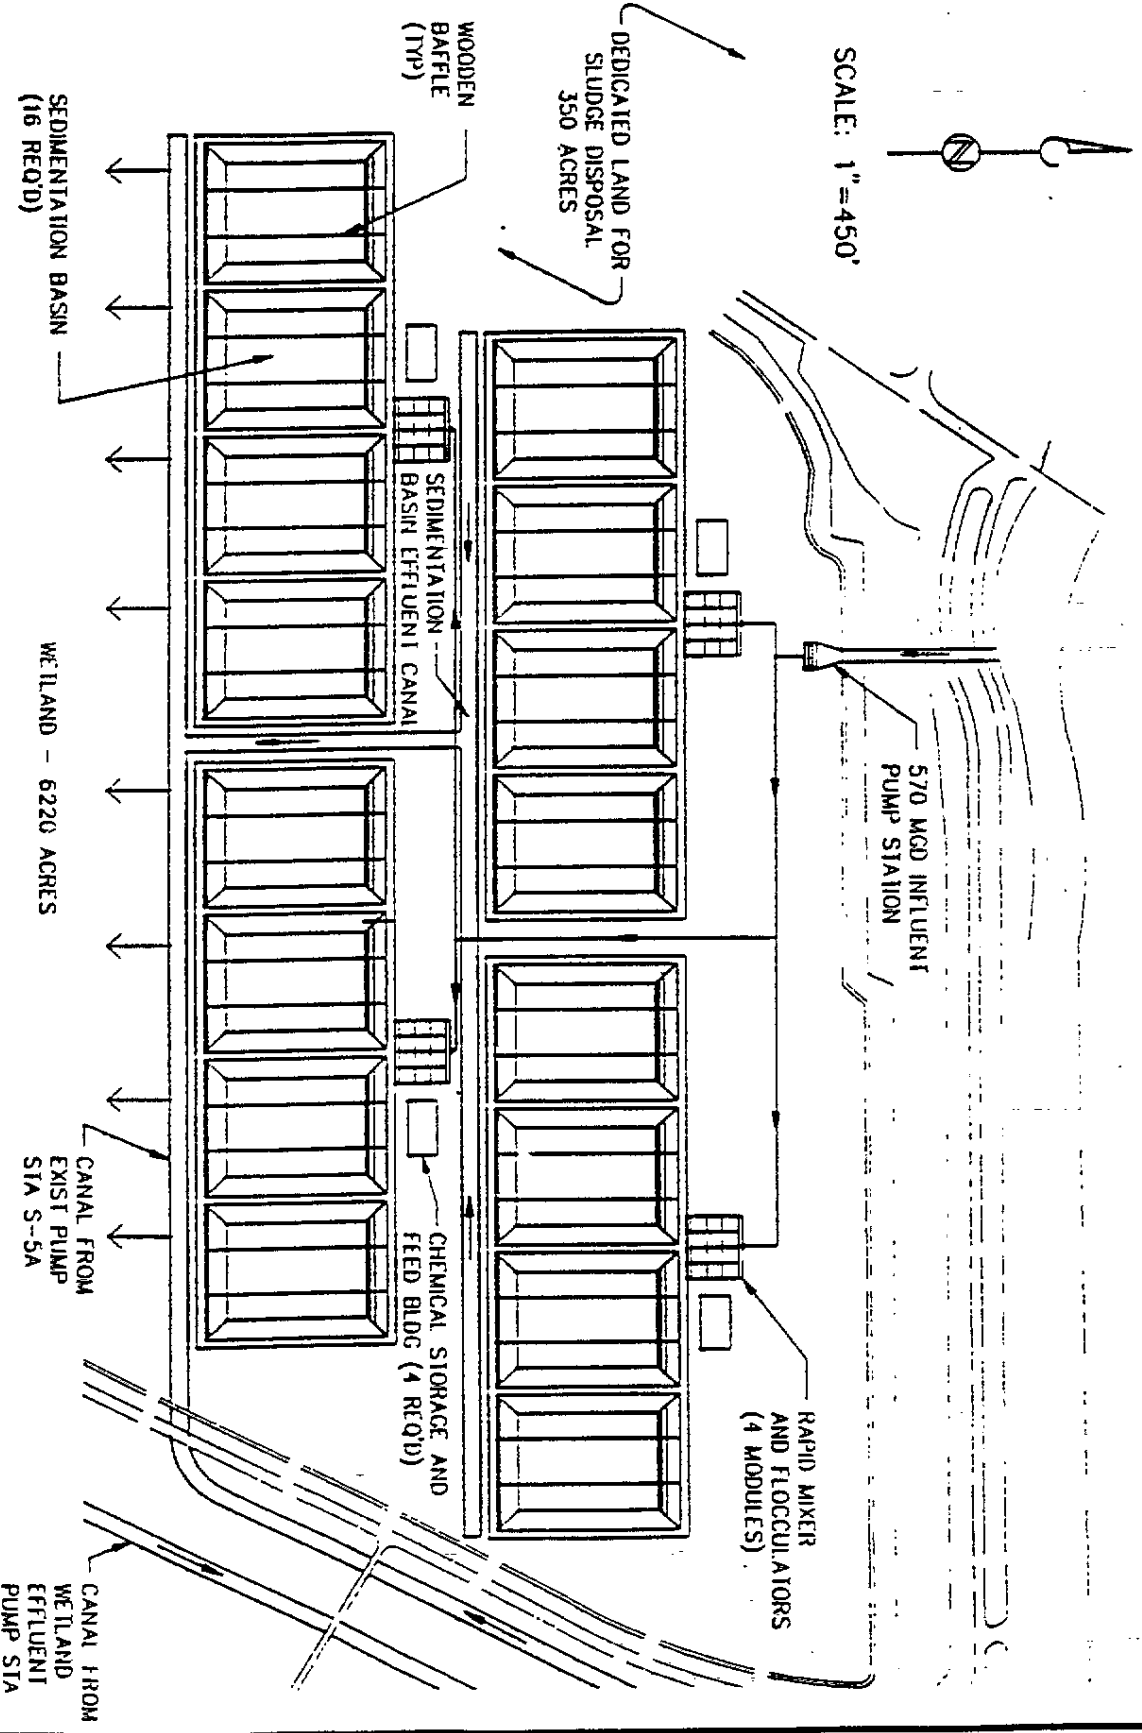 SCALE: 1"=450'
N
DEDICATED LAND FOR
SLUDGE DISPOSAL
350 ACRES
WOODEN
BAFFLE
(TYP)
SEDIMENTATION BASIN
(16 REQ'D)
SEDIMENTATION
BASIN EFFLUENT CANAL
570 MGD INFLUENT
PUMP STATION
WETLAND - 6220 ACRES
RAPID MIXER
AND FLOCCULATORS
(4 MODULES)
CHEMICAL STORAGE AND
FEED BLDG (4 REQ'D)
CANAL FROM
EXIST PUMP
STA S-5A
CANAL FROM
WETLAND
EFFLUENT
PUMP STA